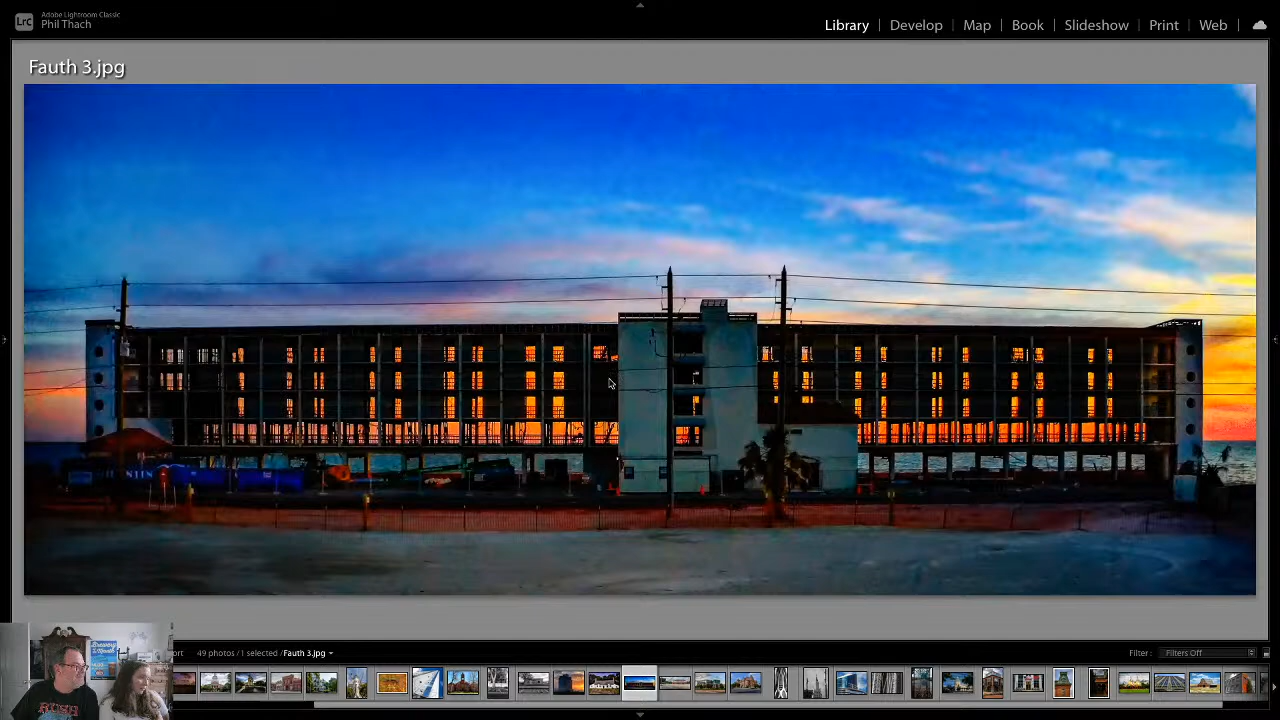 Lrc
Adobe Lightroom Classic
Phil Thach
Library | Develop | Map | Book | Slideshow | Print | Web
Fauth 3.jpg
49 photos / 1 selected / Fauth 3.jpg
Filter :
Filters Off
RUSH